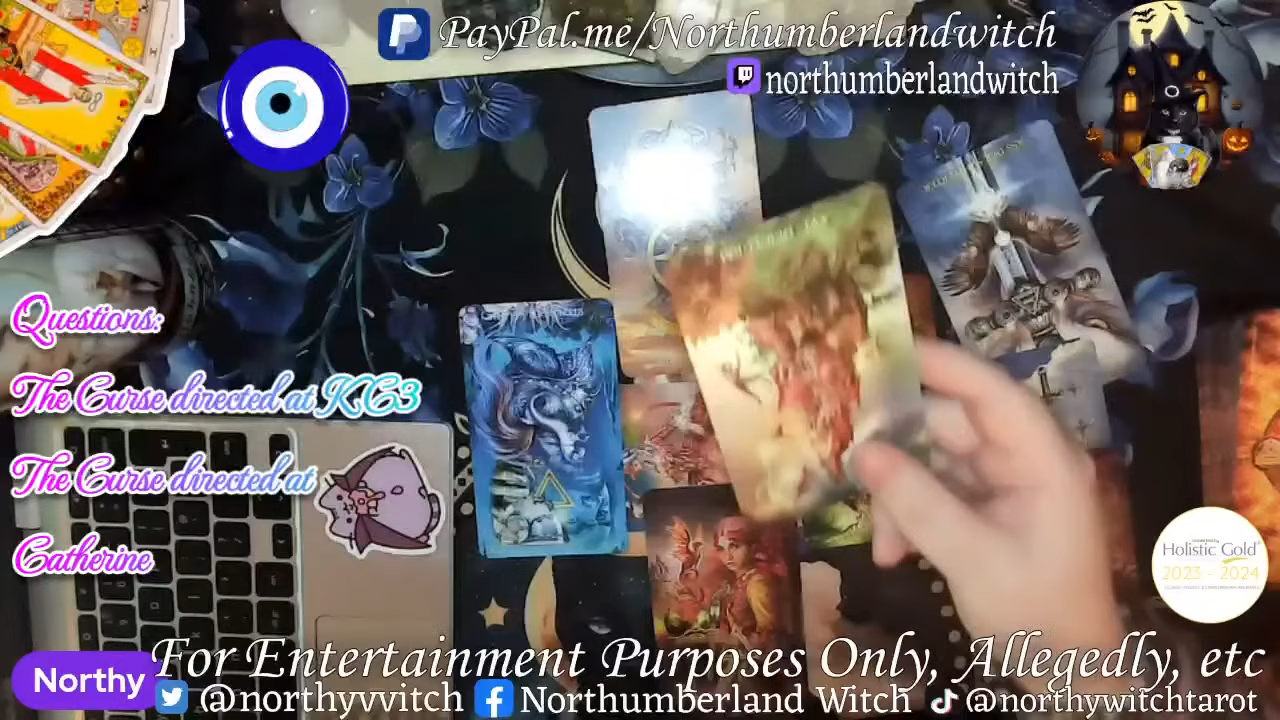 PayPal.me/Northumberlandwitch
northumberlandwitch
Questions:
The Curse directed at KC3
The Curse directed at
Catherine
Holistic Gold
2023 - 2024
For Entertainment Purposes Only, Allegedly, etc
Northy
@northyvvitch
Northumberland Witch
@northywitchtarot